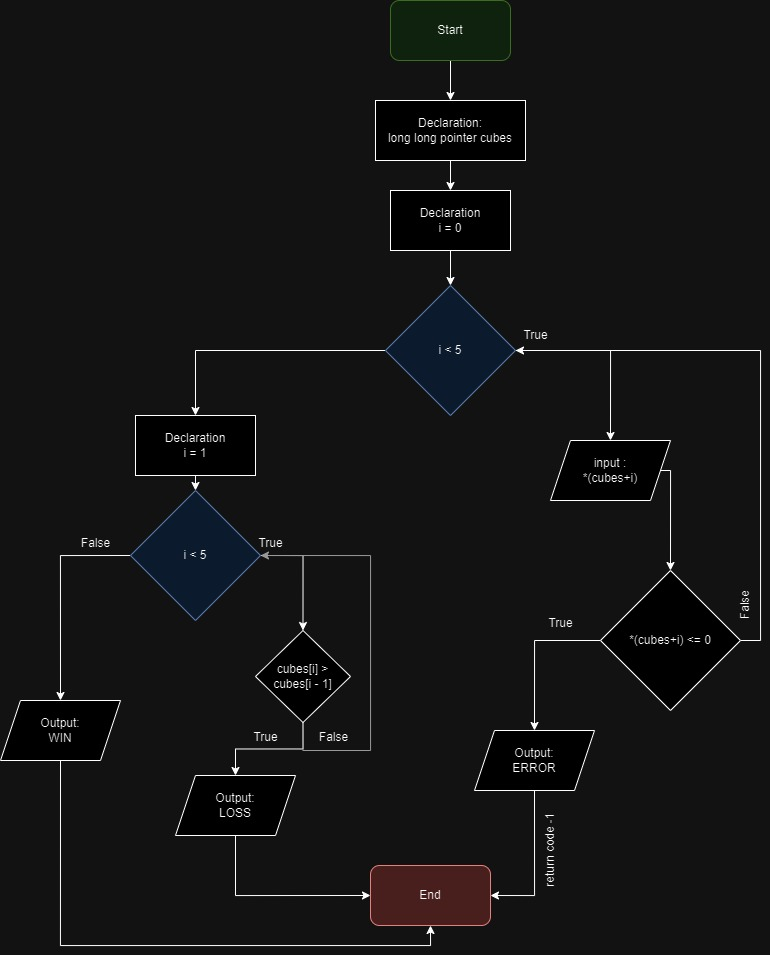 Start
Declaration:
long long pointer cubes
Declaration
i = 0
i < 5
True
Declaration
i = 1
input :
*(cubes+i)
False
i < 5
True
cubes[i] >
cubes[i - 1]
True
*(cubes+i) <= 0
False
Output:
WIN
True
False
Output:
ERROR
Output:
LOSS
return code -1
End